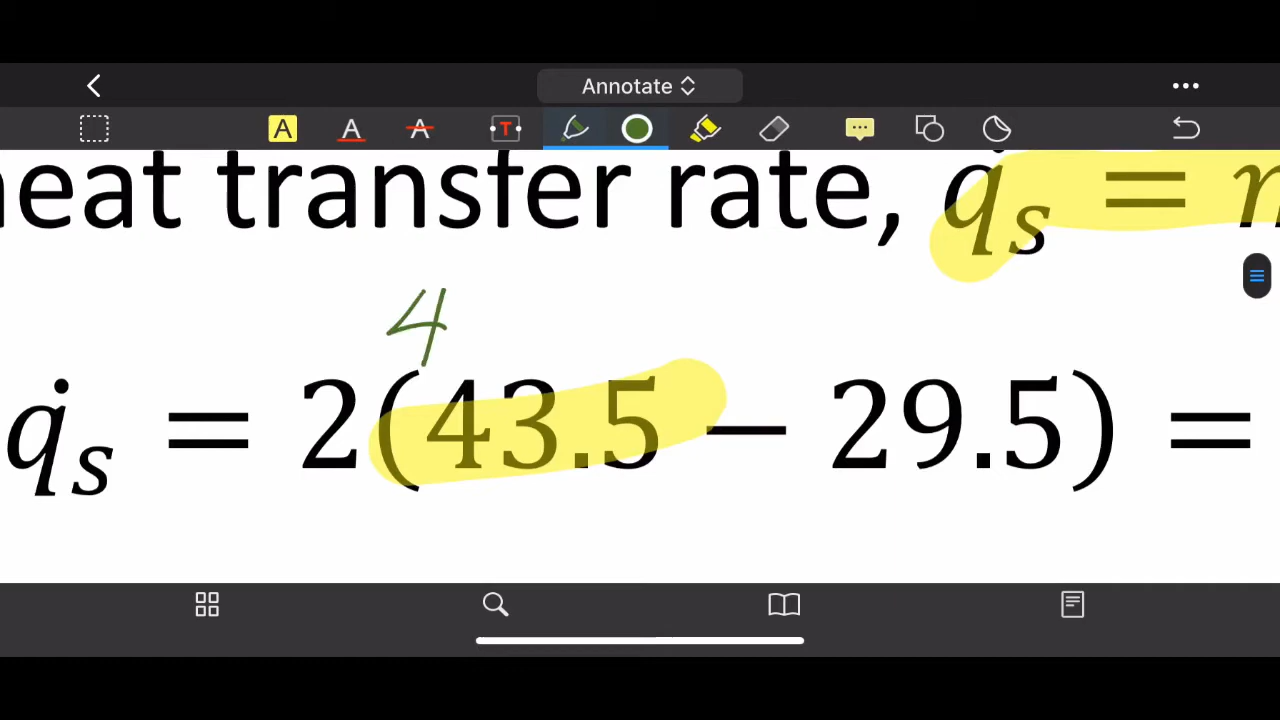 Annotate
A A A T
heat transfer rate, q̇ₛ =
4
q̇ₛ = 2(43.5 − 29.5) =